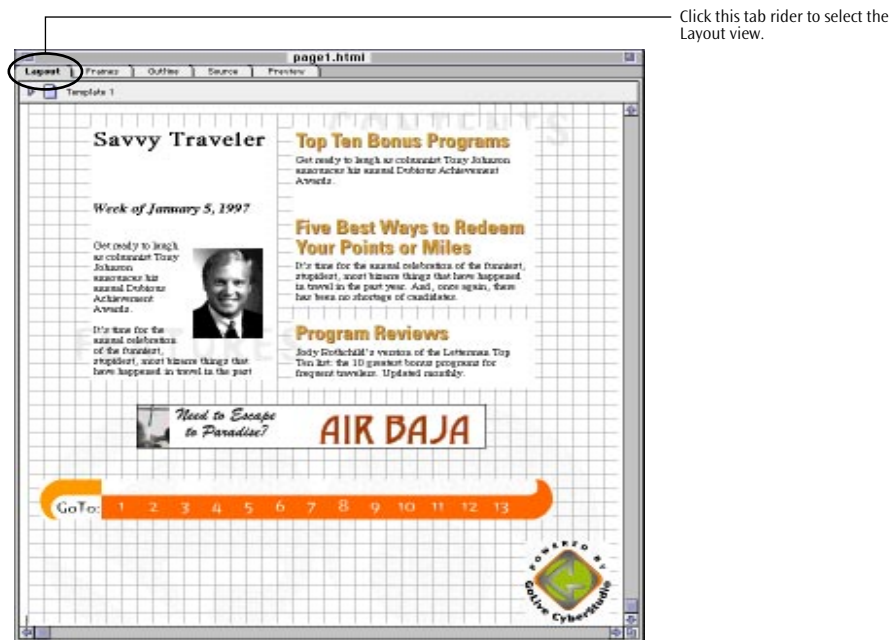 Click this tab rider to select the
Layout view.
page1.html
Layout
Frames
Outline
Source
Preview
Template 1
CONTENTS
Savvy Traveler
Week of January 5, 1997
Get ready to laugh
as columnist Tony
Johnson
announces his
annual Dubious
Achievement
Awards.
It's time for the
annual celebration
of the funniest,
stupidest, most bizarre things that
have happened in travel in the past
FEATURES
Top Ten Bonus Programs
Get ready to laugh as columnist Tony Johnson
announces his annual Dubious Achievement
Awards.
Five Best Ways to Redeem
Your Points or Miles
It's time for the annual celebration of the funniest,
stupidest, most bizarre things that have happened
in travel in the past year. And, once again, there
has been no shortage of candidates.
Program Reviews
Jody Rothchild's version of the Letterman Top
Ten list: the 10 greatest bonus programs for
frequent travelers. Updated monthly.
Need to Escape
to Paradise?
AIR BAJA
GoTo: 1 2 3 4 5 6 7 8 9 10 11 12 13
POWERED BY
GoLive CyberStudio